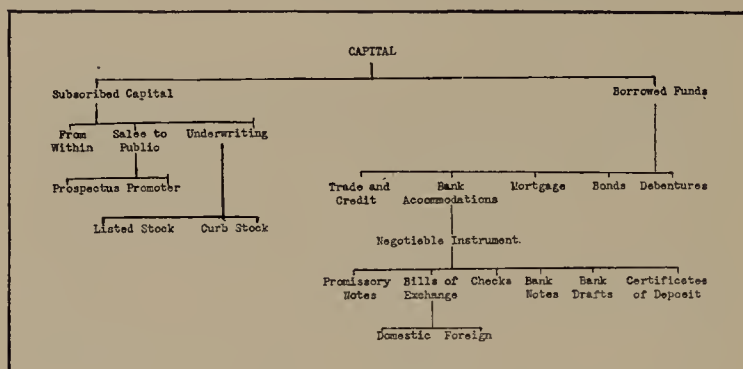 CAPITAL
Subscribed Capital Borrowed Funds
From Sales to Underwriting
Within Public
Prospectus Promoter
Trade and Bank Mortgage Bonds Debentures
Credit Accommodations
Listed Stock Curb Stock
Negotiable Instrument.
Promissory Bills of Checks Bank Bank Certificates
Notes Exchange Notes Drafts of Deposit
Domestic Foreign